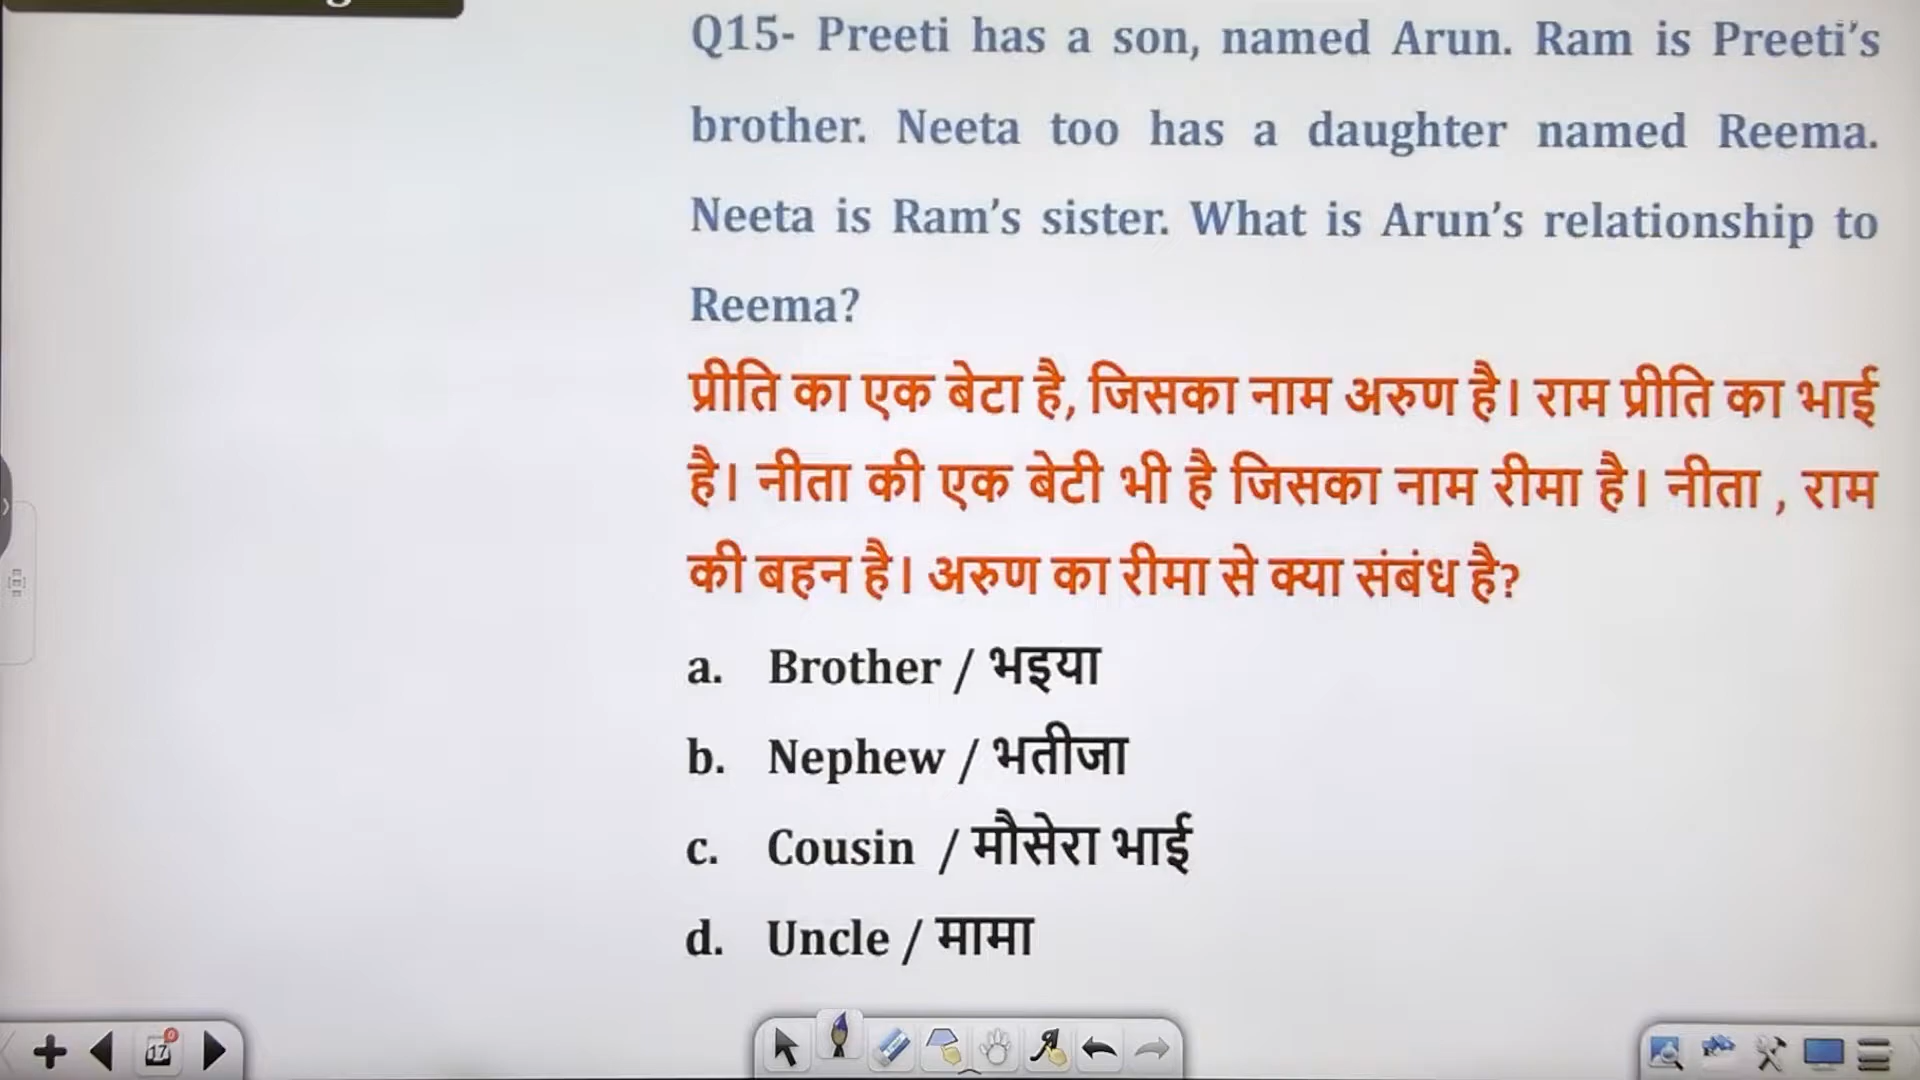 Q15- Preeti has a son, named Arun. Ram is Preeti's
brother. Neeta too has a daughter named Reema.
Neeta is Ram's sister. What is Arun's relationship to
Reema?
प्रीति का एक बेटा है, जिसका नाम अरुण है। राम प्रीति का भाई
है। नीता की एक बेटी भी है जिसका नाम रीमा है। नीता , राम
की बहन है। अरुण का रीमा से क्या संबंध है?
a. Brother / भइया
b. Nephew / भतीजा
c. Cousin / मौसेरा भाई
d. Uncle / मामा
17